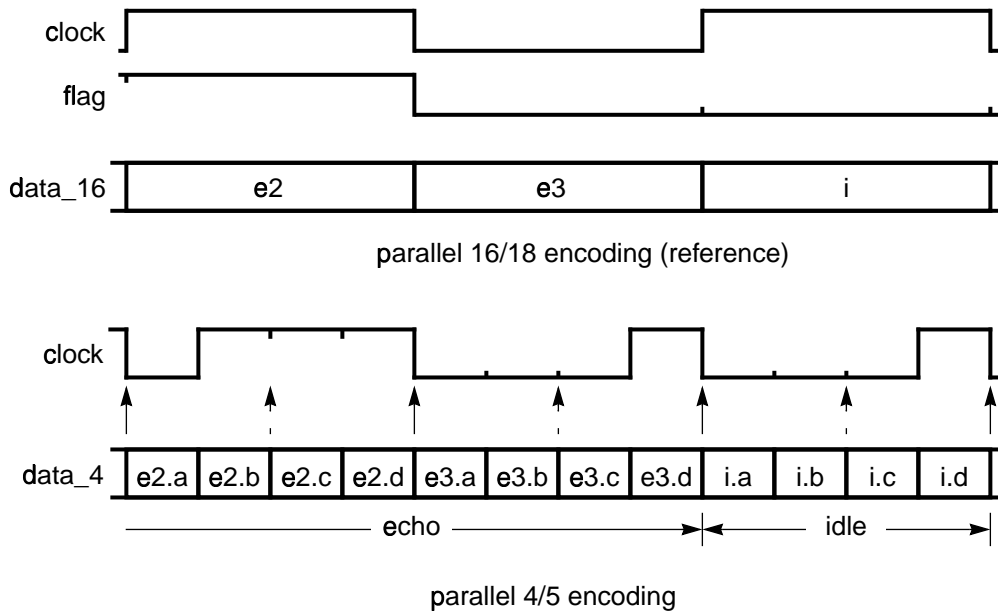 clock
flag
data_16 e2 e3 i
parallel 16/18 encoding (reference)
clock
data_4 e2.a e2.b e2.c e2.d e3.a e3.b e3.c e3.d i.a i.b i.c i.d
echo idle
parallel 4/5 encoding